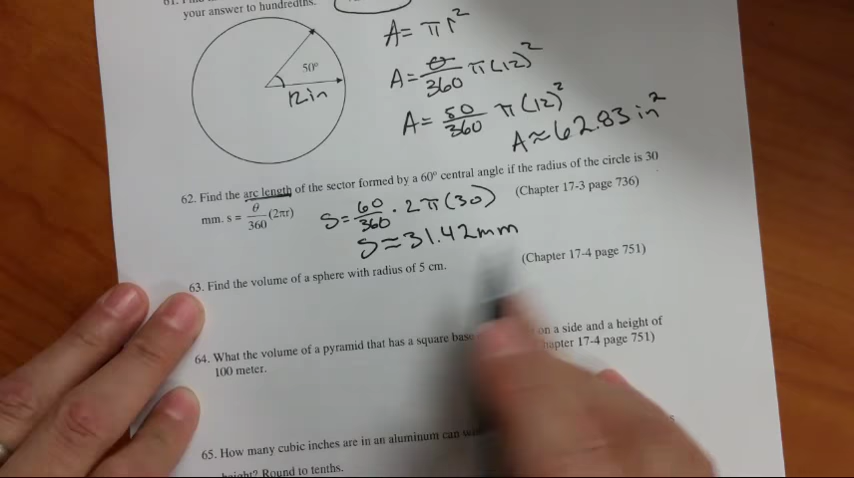 your answer to hundredths.
A = πr²
50°
12in
A = θ/360 π(12)²
A = 50/360 π(12)²
A ≈ 62.83 in²
62. Find the arc length of the sector formed by a 60° central angle if the radius of the circle is 30
mm. s = θ/360 (2πr)
(Chapter 17-3 page 736)
S = 60/360 · 2π(30)
S ≈ 31.42mm
63. Find the volume of a sphere with radius of 5 cm.
(Chapter 17-4 page 751)
64. What the volume of a pyramid that has a square base on a side and a height of
100 meter.
17-4 page 751)
65. How many cubic inches are in an aluminum can
Round to tenths.